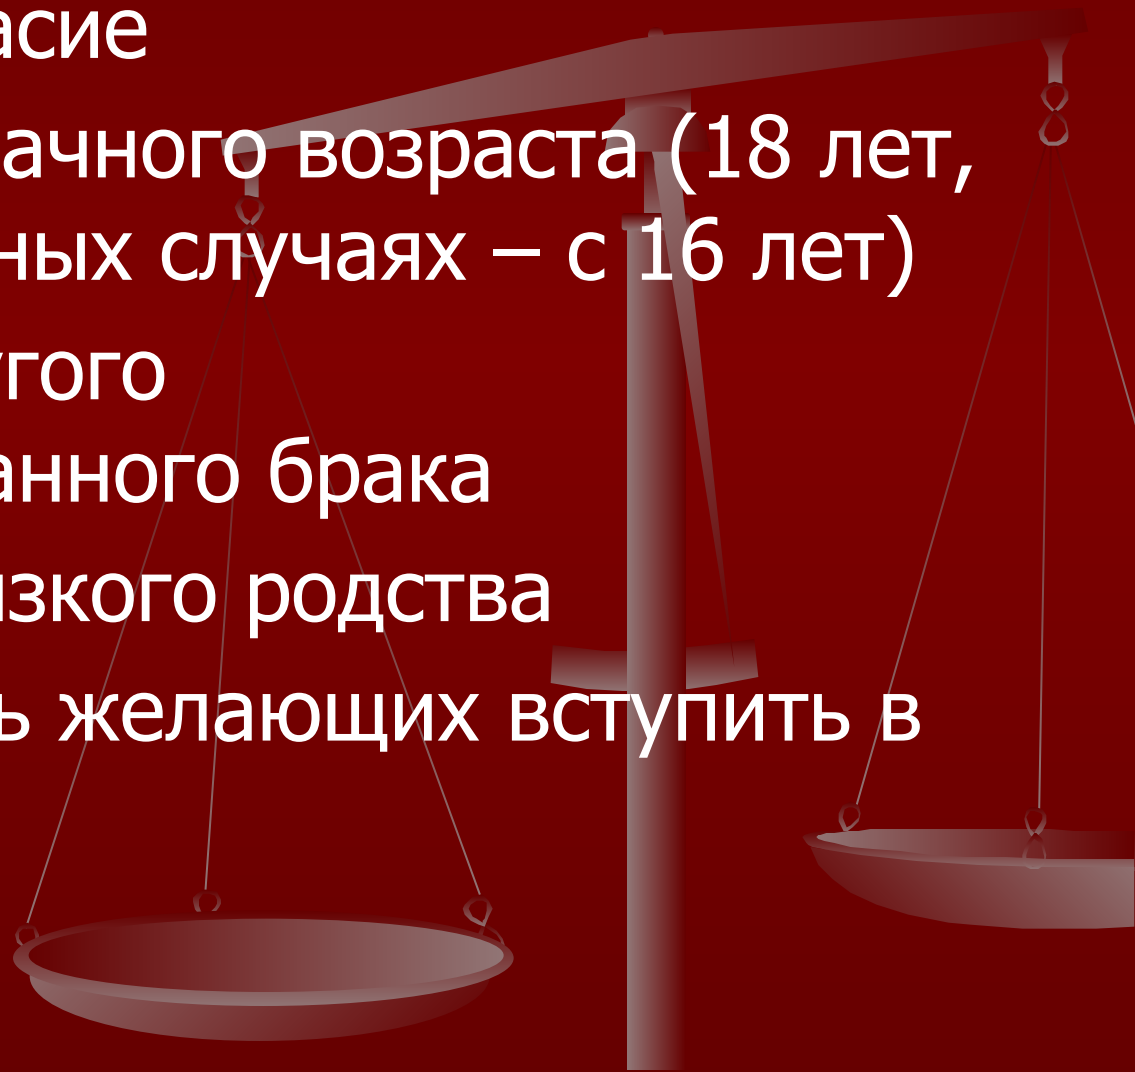 асие
ачного возраста (18 лет,
ных случаях – с 16 лет)
угого
анного брака
изкого родства
ь желающих вступить в